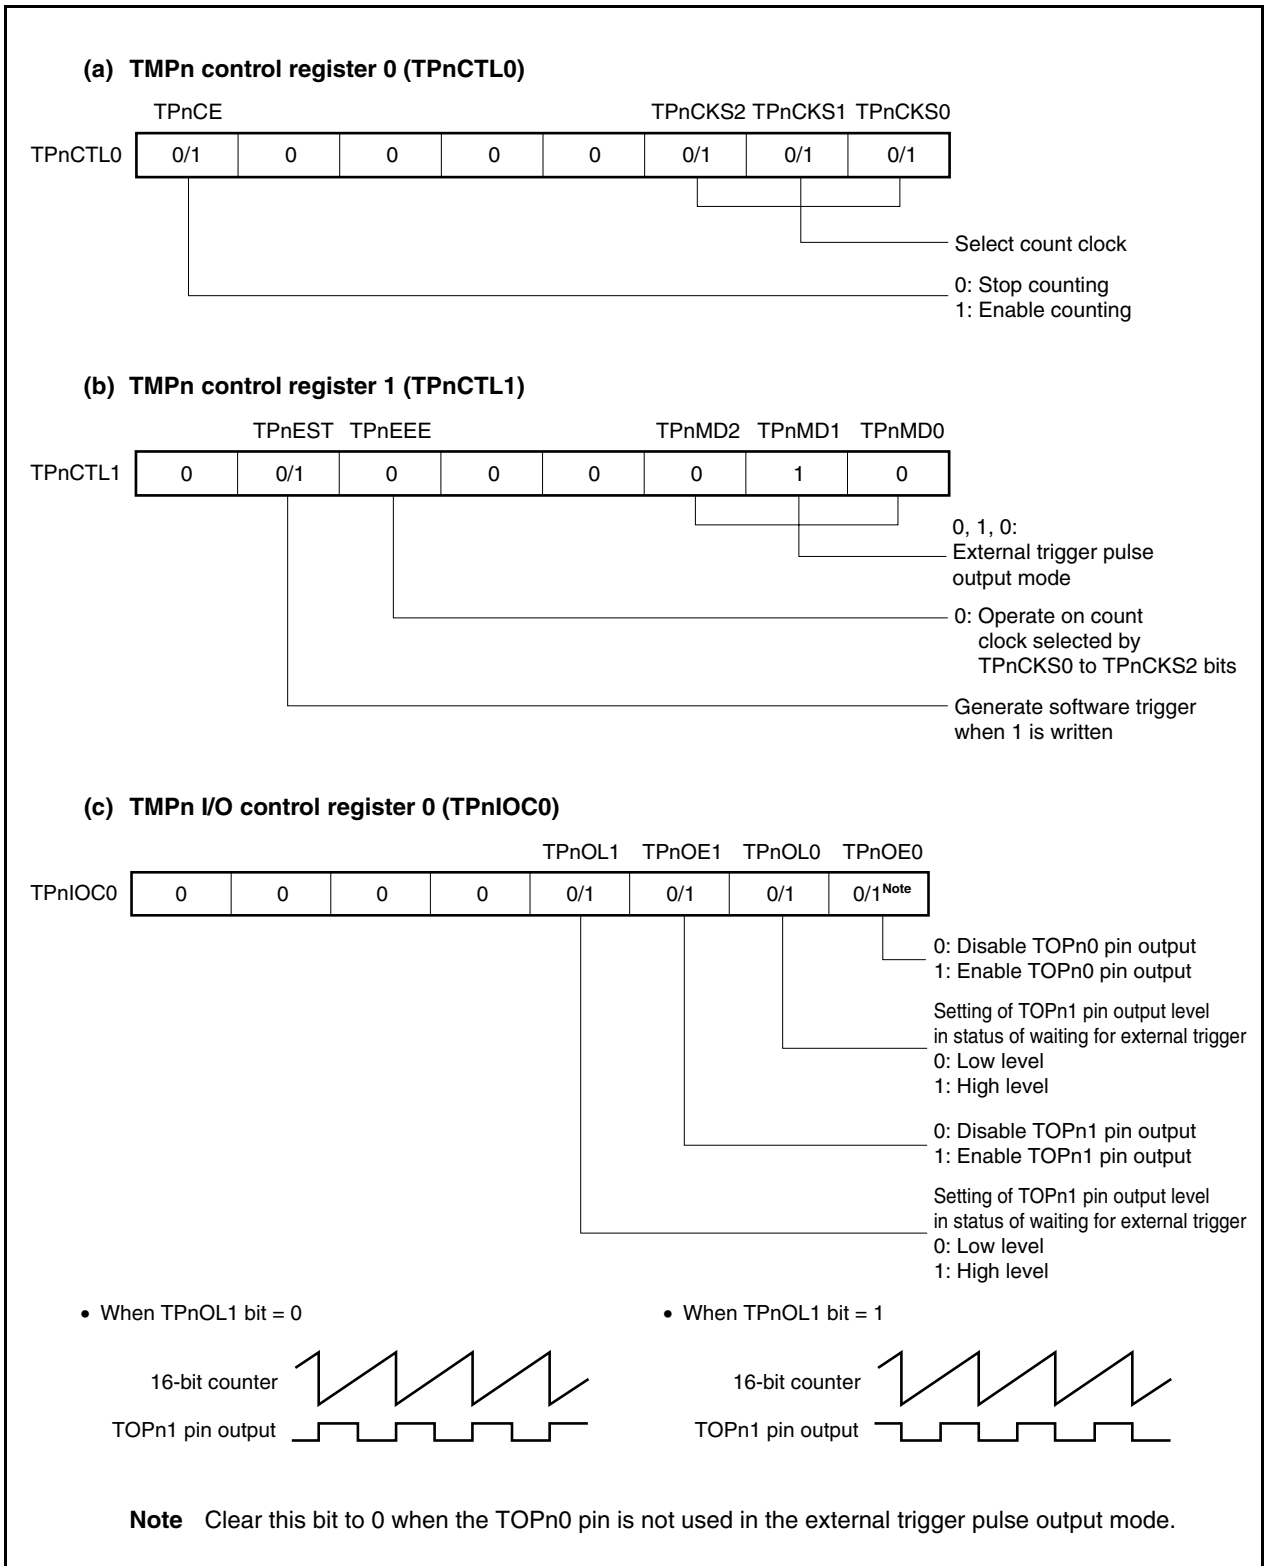 (a) TMPn control register 0 (TPnCTL0)
TPnCE TPnCKS2 TPnCKS1 TPnCKS0
TPnCTL0 0/1 0 0 0 0 0/1 0/1 0/1
Select count clock
0: Stop counting
1: Enable counting
(b) TMPn control register 1 (TPnCTL1)
TPnEST TPnEEE TPnMD2 TPnMD1 TPnMD0
TPnCTL1 0 0/1 0 0 0 0 1 0
0, 1, 0:
External trigger pulse
output mode
0: Operate on count
clock selected by
TPnCKS0 to TPnCKS2 bits
Generate software trigger
when 1 is written
(c) TMPn I/O control register 0 (TPnIOC0)
TPnOL1 TPnOE1 TPnOL0 TPnOE0
TPnIOC0 0 0 0 0 0/1 0/1 0/1 0/1Note
0: Disable TOPn0 pin output
1: Enable TOPn0 pin output
Setting of TOPn1 pin output level
in status of waiting for external trigger
0: Low level
1: High level
0: Disable TOPn1 pin output
1: Enable TOPn1 pin output
Setting of TOPn1 pin output level
in status of waiting for external trigger
0: Low level
1: High level
• When TPnOL1 bit = 0 • When TPnOL1 bit = 1
16-bit counter 16-bit counter
TOPn1 pin output TOPn1 pin output
Note Clear this bit to 0 when the TOPn0 pin is not used in the external trigger pulse output mode.